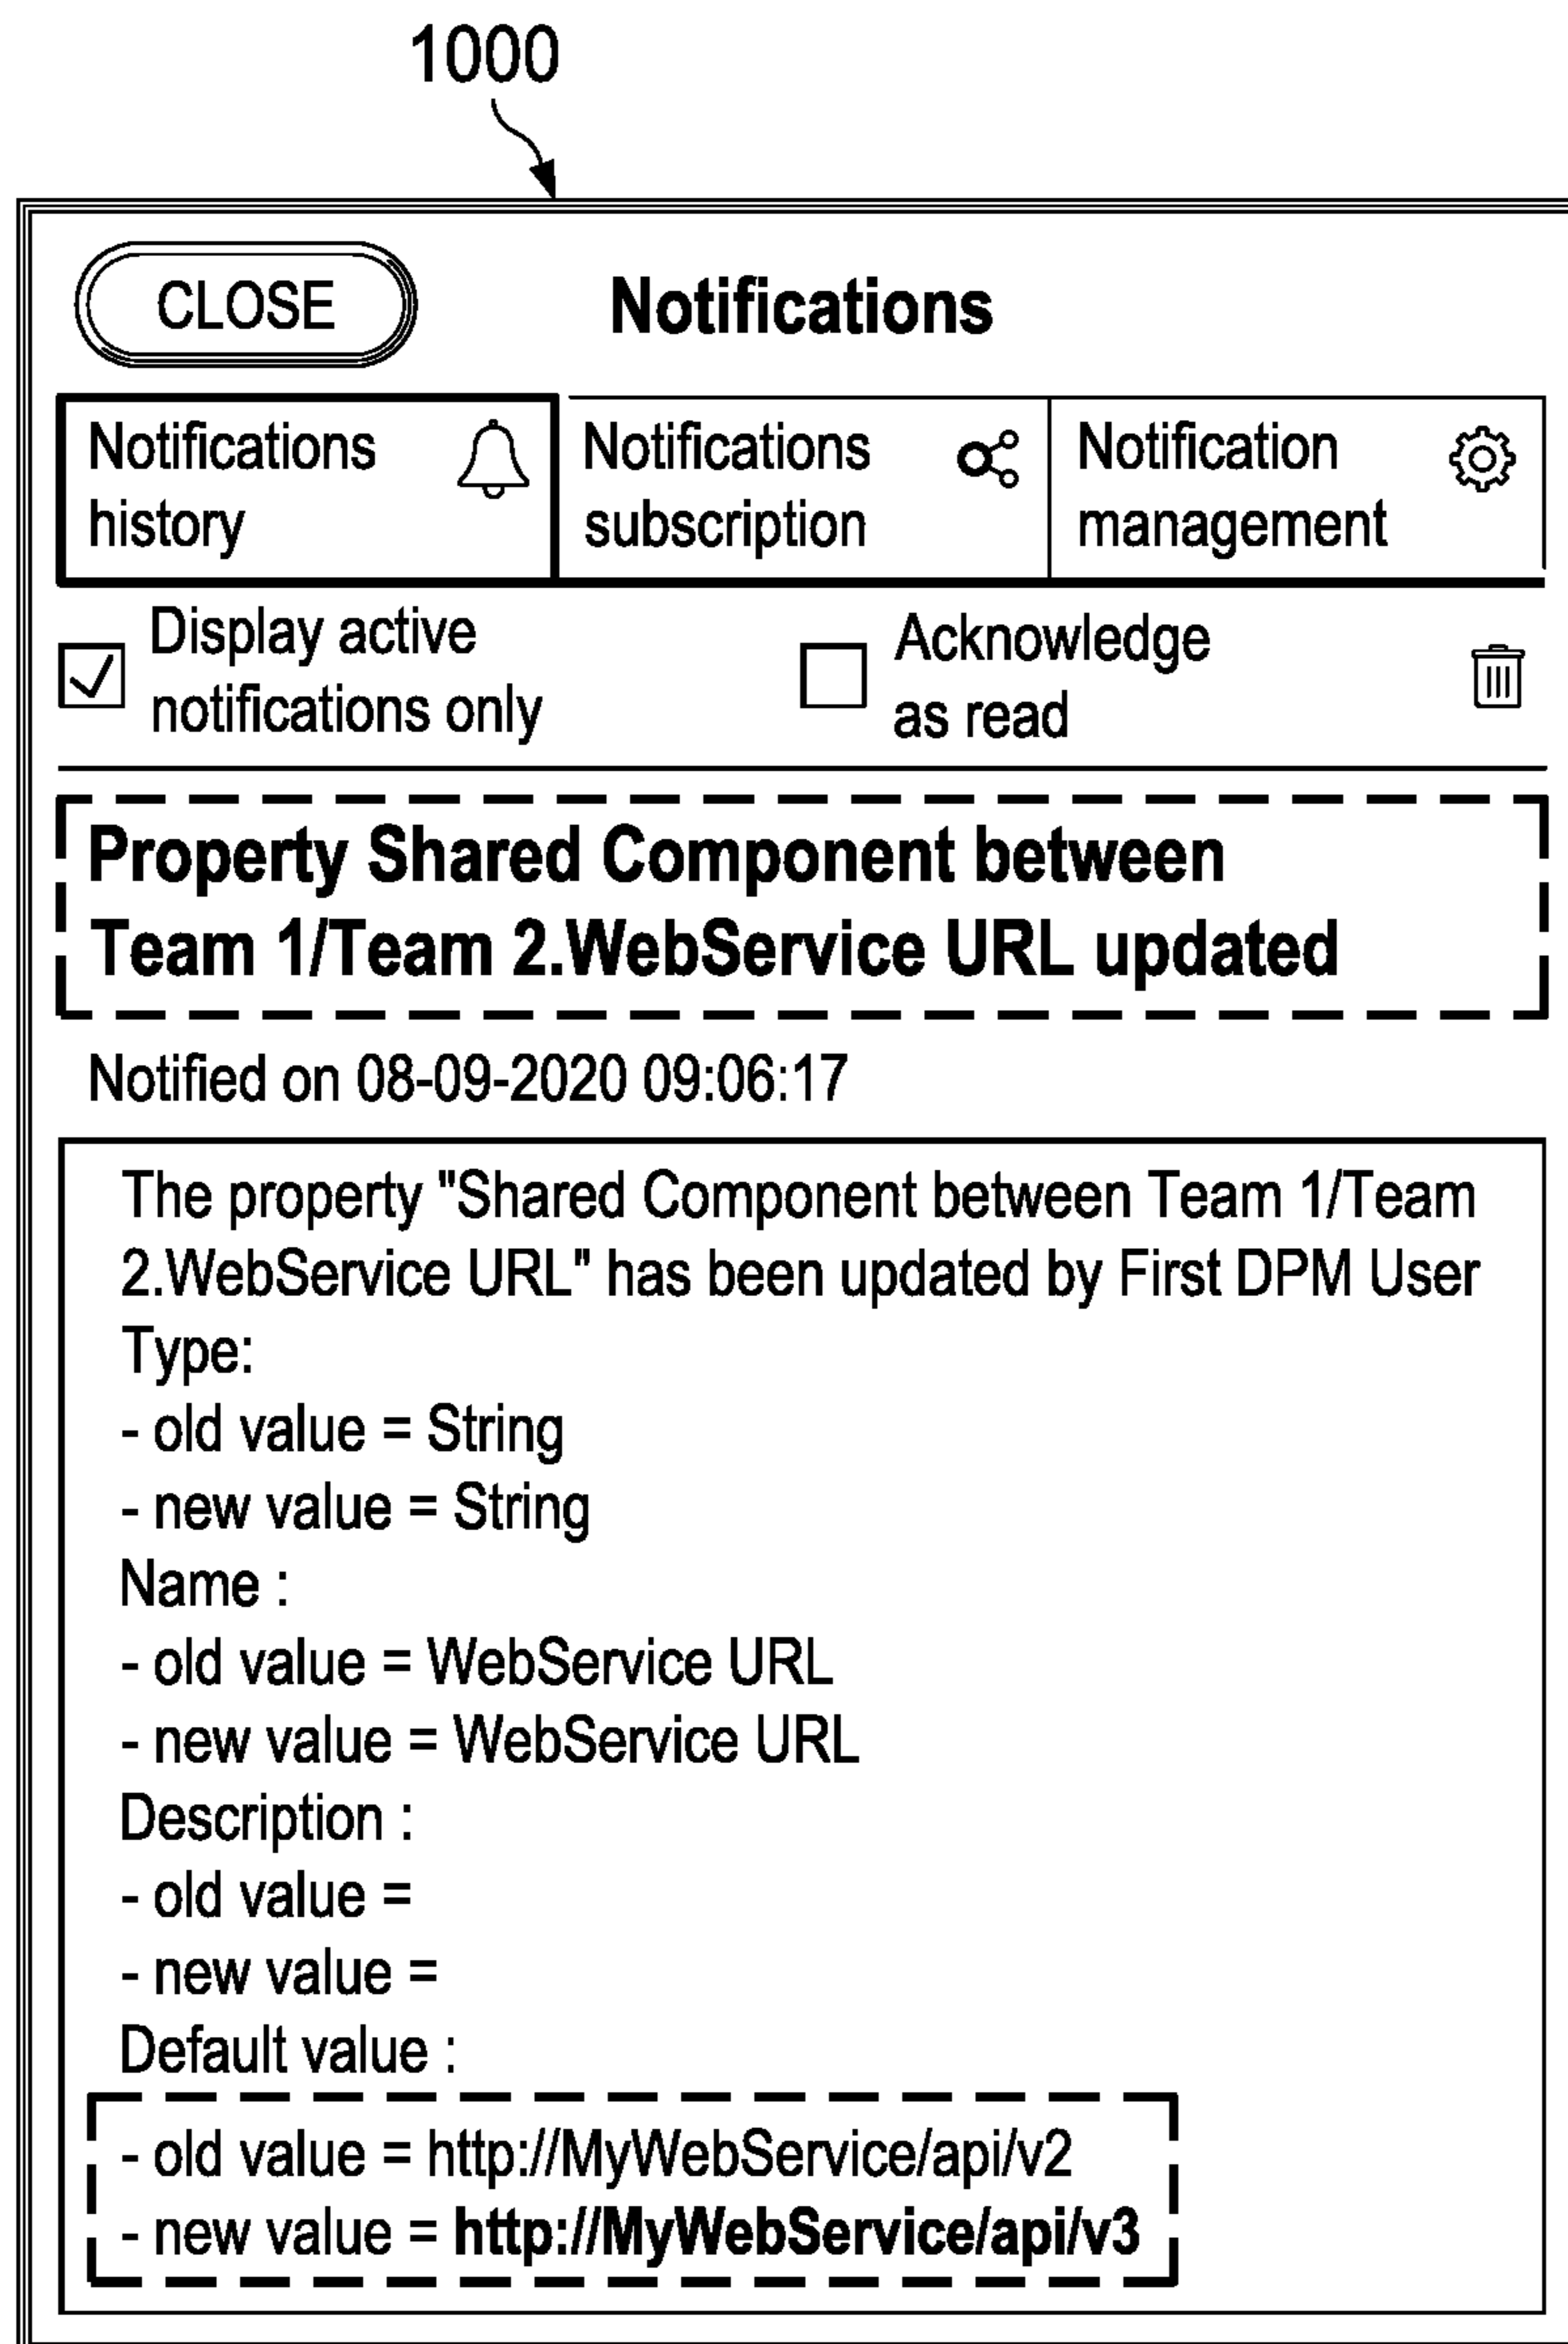 1000
CLOSE
Notifications
Notifications
history
Notifications
subscription
Notification
management
Display active
notifications only
Acknowledge
as read
Property Shared Component between
Team 1/Team 2.WebService URL updated
Notified on 08-09-2020 09:06:17
The property "Shared Component between Team 1/Team
2.WebService URL" has been updated by First DPM User
Type:
- old value = String
- new value = String
Name :
- old value = WebService URL
- new value = WebService URL
Description :
- old value =
- new value =
Default value :
- old value = http://MyWebService/api/v2
- new value = http://MyWebService/api/v3